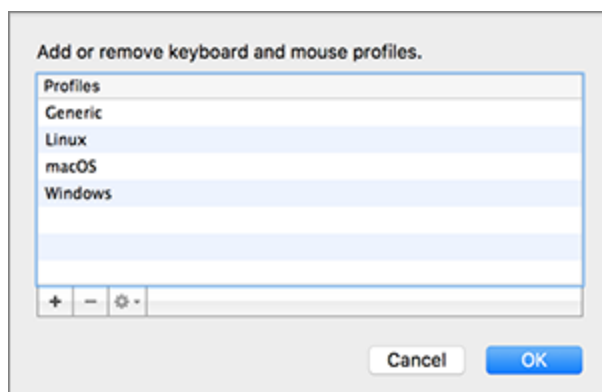 Add or remove keyboard and mouse profiles.
Profiles
Generic
Linux
macOS
Windows
+ −
Cancel OK